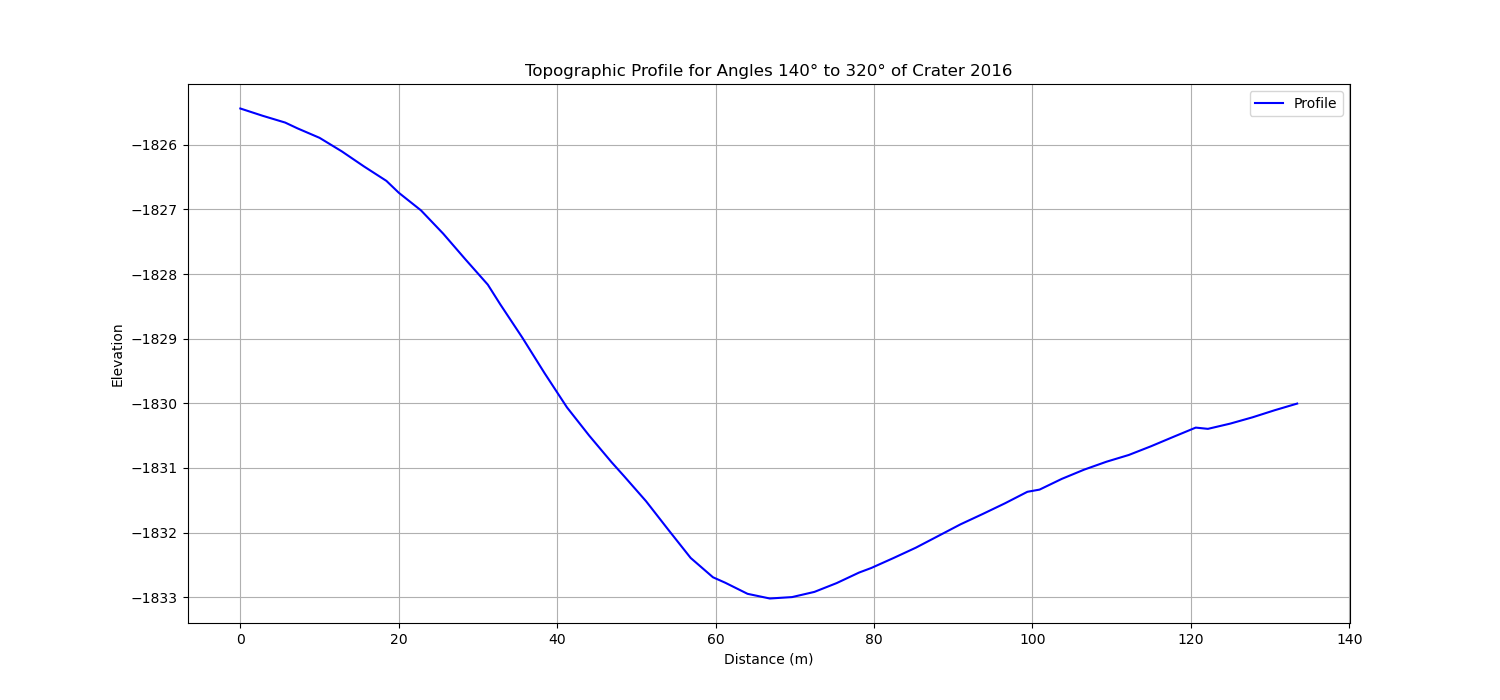 Topographic Profile for Angles 140° to 320° of Crater 2016
Profile
−1826
−1827
−1828
−1829
−1830
−1831
−1832
−1833
Elevation
0 20 40 60 80 100 120 140
Distance (m)